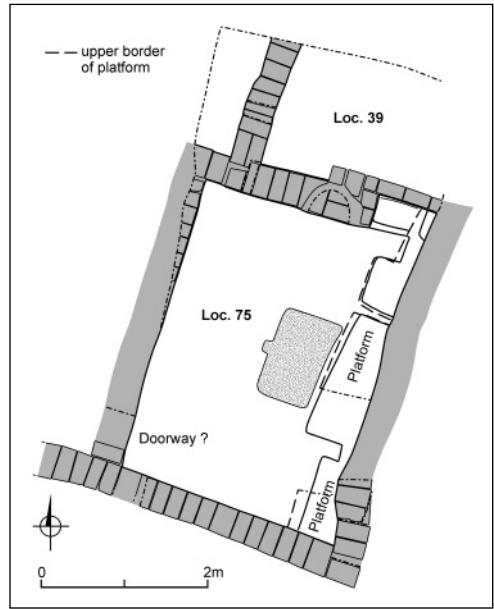 — — upper border
of platform
Loc. 39
Loc. 75
Platform
Doorway ?
Platform
0 2m